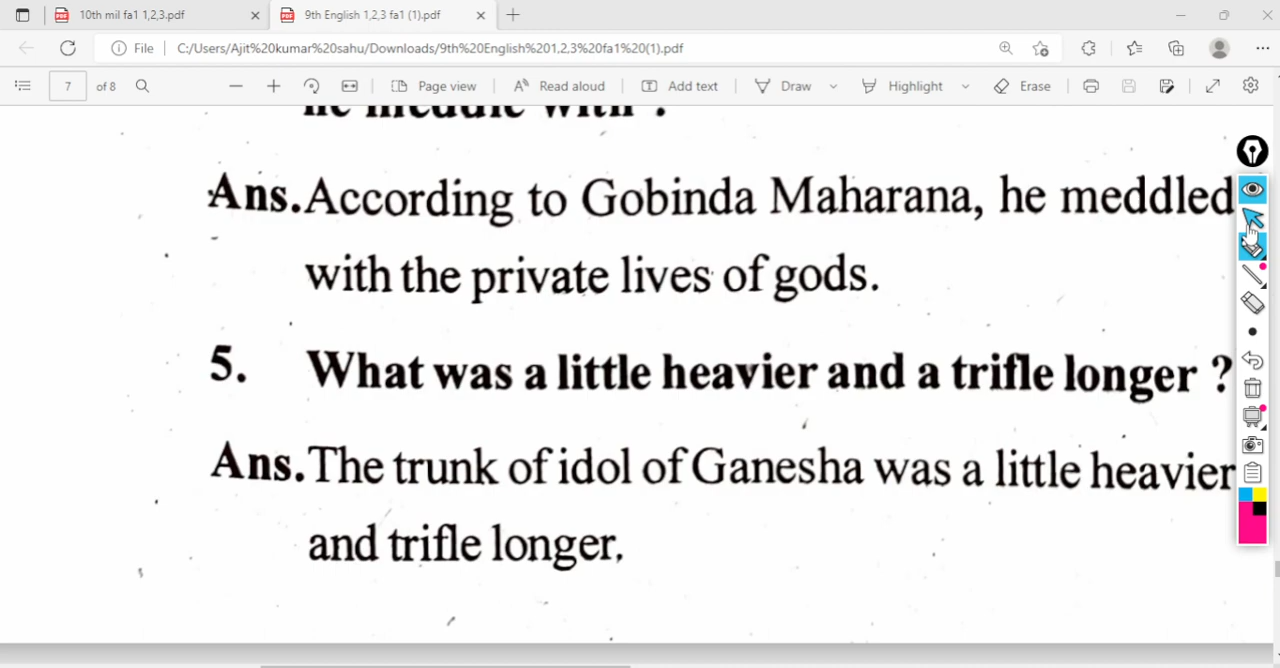 10th mil fa1 1,2,3.pdf
9th English 1,2,3 fa1 (1).pdf
File
C:/Users/Ajit%20kumar%20sahu/Downloads/9th%20English%201,2,3%20fa1%20(1).pdf
7 of 8
Page view
Read aloud
Add text
Draw
Highlight
Erase
he meddle with ?
Ans.According to Gobinda Maharana, he meddled
with the private lives of gods.
5. What was a little heavier and a trifle longer ?
Ans.The trunk of idol of Ganesha was a little heavier
and trifle longer.